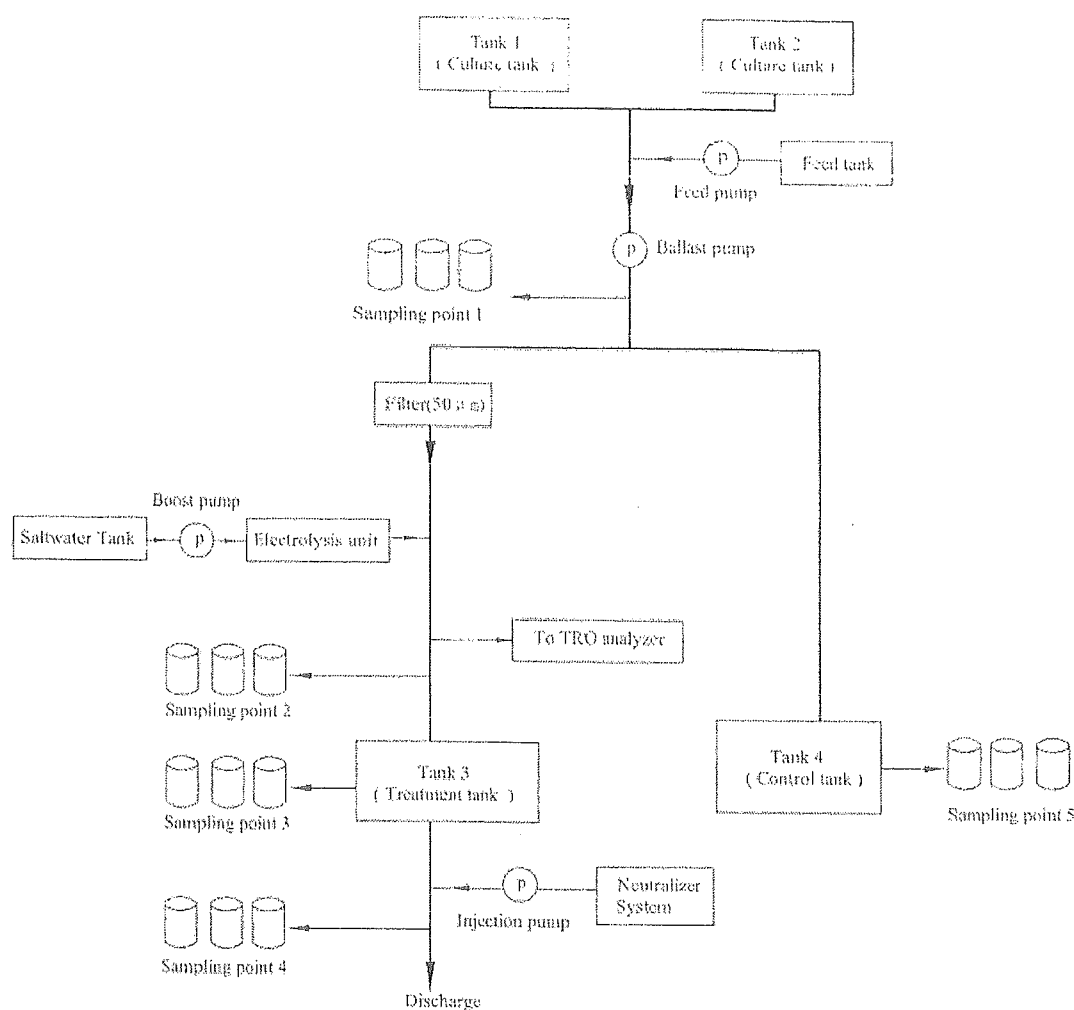 Tank 1
( Culture tank )
Tank 2
( Culture tank )
p
Feed tank
Feed pump
p
Ballast pump
Sampling point 1
Filter(50 μ m)
Boost pump
Saltwater Tank
p
Electrolysis unit
To TRO analyzer
Sampling point 2
Tank 3
( Treatment tank )
Tank 4
( Control tank )
Sampling point 3
Sampling point 5
p
Neutralizer
System
Injection pump
Sampling point 4
Discharge